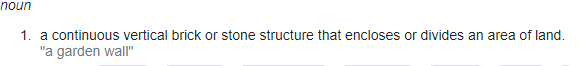 noun
1. a continuous vertical brick or stone structure that encloses or divides an area of land.
"a garden wall"